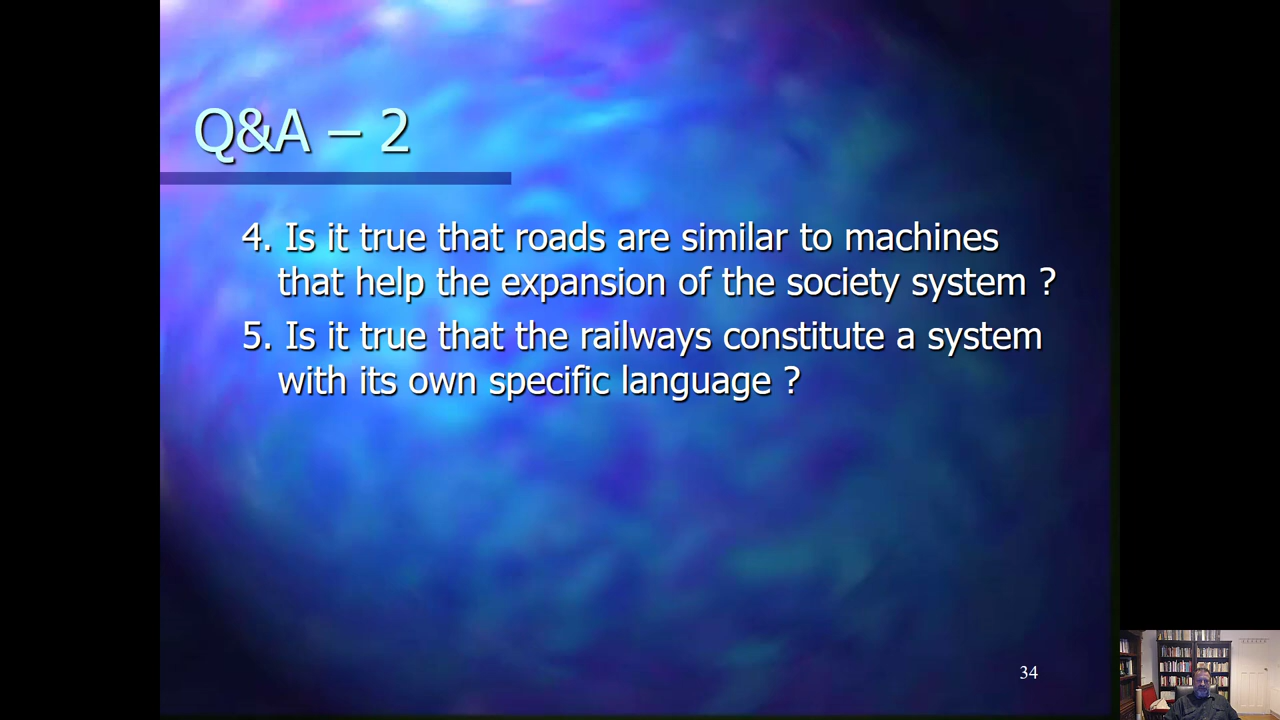 Q&A – 2
4. Is it true that roads are similar to machines
that help the expansion of the society system ?
5. Is it true that the railways constitute a system
with its own specific language ?
34